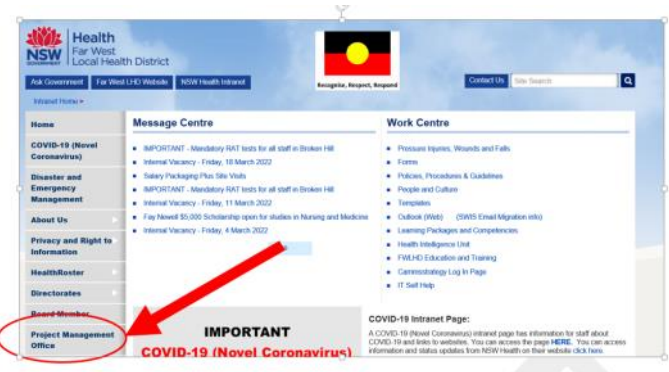 Health
Far West
Local Health District
NSW
GOVERNMENT
Recognise, Respect, Respond
Ask Government
Far West LHD Website
NSW Health Intranet
Contact Us
Site Search
Intranet Home >
Home
COVID-19 (Novel
Coronavirus)
Disaster and
Emergency
Management
About Us
Privacy and Right to
Information
HealthRoster
Directorates
Board Member
Project Management
Office
Message Centre
IMPORTANT - Mandatory RAT tests for all staff in Broken Hill
Internal Vacancy - Friday, 18 March 2022
Salary Packaging Plus Site Visits
IMPORTANT - Mandatory RAT tests for all staff in Broken Hill
Internal Vacancy - Friday, 11 March 2022
Fay Newell $5,000 Scholarship open for studies in Nursing and Medicine
Internal Vacancy - Friday, 4 March 2022
IMPORTANT
COVID-19 (Novel Coronavirus)
Work Centre
Pressure Injuries, Wounds and Falls
Forms
Policies, Procedures & Guidelines
People and Culture
Templates
Outlook (Web) (SWIS Email Migration info)
Learning Packages and Competencies
Health Intelligence Unit
FWLHD Education and Training
Cammsstrategy Log In Page
IT Self Help
COVID-19 Intranet Page:
A COVID-19 (Novel Coronavirus) intranet page has information for staff about
COVID-19 and links to websites. You can access the page HERE. You can access
information and status updates from NSW Health on their website click here.